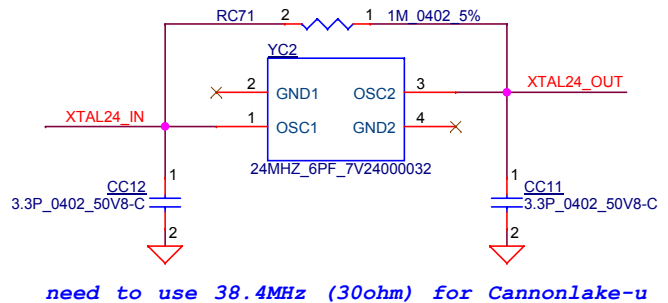 RC71 2 1 1M_0402_5%
YC2
2 GND1 OSC2 3 XTAL24_OUT
XTAL24_IN 1 OSC1 GND2 4
24MHZ_6PF_7V24000032
1 1
CC12 CC11
3.3P_0402_50V8-C 3.3P_0402_50V8-C
2 2
need to use 38.4MHz (30ohm) for Cannonlake-u